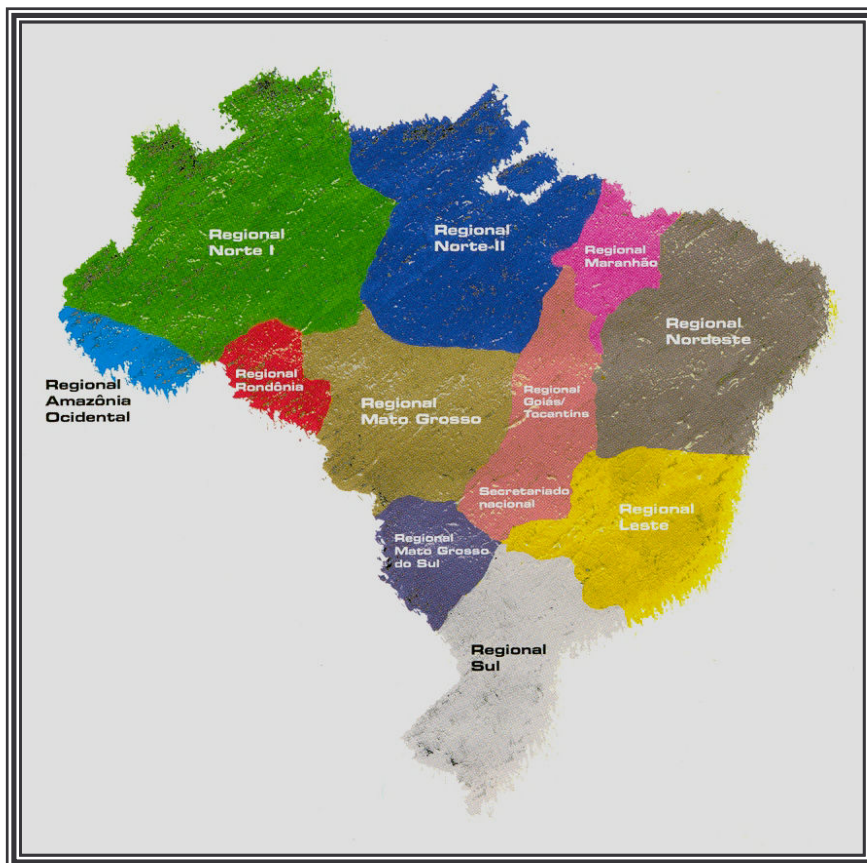 Regional
Norte I
Regional
Norte II
Regional
Maranhão
Regional
Nordeste
Regional
Amazônia
Ocidental
Regional
Rondônia
Regional
Mato Grosso
Regional
Goiás/
Tocantins
Secretariado
nacional
Regional
Leste
Regional
Mato Grosso
do Sul
Regional
Sul